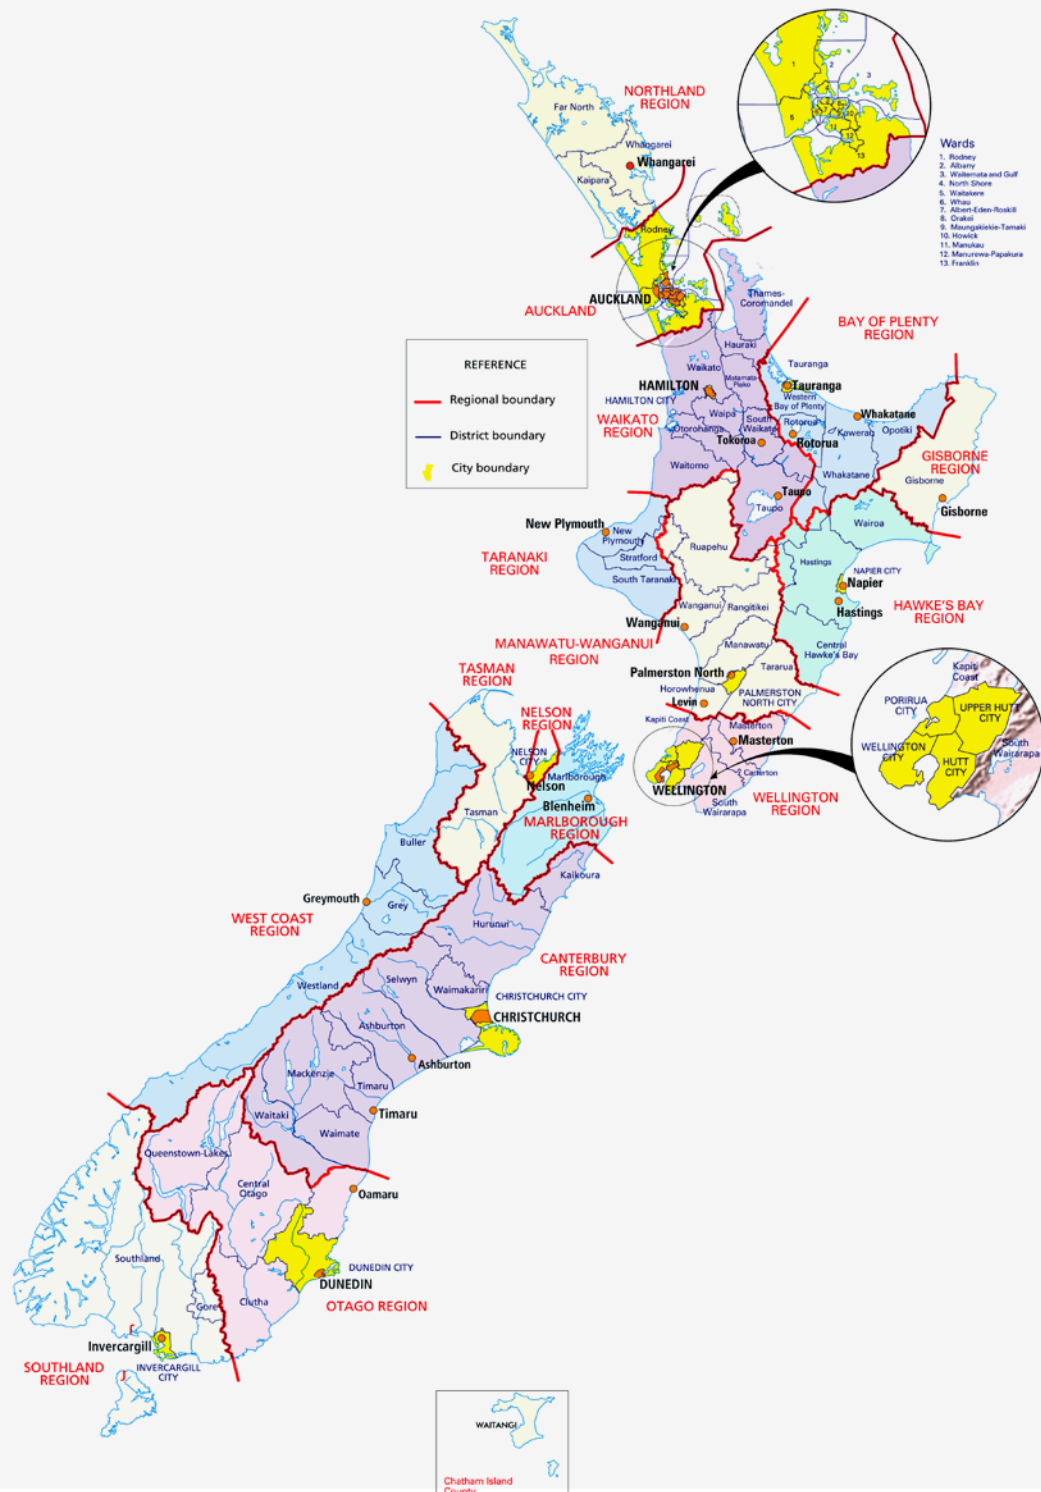 NORTHLAND
REGION
Far North
Whangarei
Whangarei
Kaipara
Rodney
AUCKLAND
AUCKLAND
1
2
3
5
12
13
Wards
1. Rodney
2. Albany
3. Waitemata and Gulf
4. North Shore
5. Waitakere
6. Whau
7. Albert-Eden-Roskill
8. Orakei
9. Maungakiekie-Tamaki
10. Howick
11. Manukau
12. Manurewa-Papakura
13. Franklin
REFERENCE
Regional boundary
District boundary
City boundary
Thames-
Coromandel
Hauraki
Waikato
Matamata
Piako
HAMILTON
HAMILTON CITY
WAIKATO
REGION
Waipa
South
Waikato
Otorohanga
Tokoroa
Waitomo
Taupo
Taupo
BAY OF PLENTY
REGION
Tauranga
Tauranga
Western
Bay of Plenty
Whakatane
Rotorua
Rotorua
Kawerau
Opotiki
Whakatane
GISBORNE
REGION
Gisborne
Gisborne
New Plymouth
New
Plymouth
Stratford
South Taranaki
TARANAKI
REGION
Ruapehu
Wairoa
Hastings
NAPIER CITY
Napier
Hastings
HAWKE'S BAY
REGION
Central
Hawke's Bay
Wanganui
Rangitikei
Wanganui
MANAWATU-WANGANUI
REGION
Manawatu
Tararua
Palmerston North
PALMERSTON
NORTH CITY
Horowhenua
Levin
Kapiti Coast
Masterton
Masterton
Carterton
WELLINGTON
South
Wairarapa
WELLINGTON
REGION
Kapiti
Coast
PORIRUA
CITY
UPPER HUTT
CITY
WELLINGTON
CITY
HUTT
CITY
South
Wairarapa
TASMAN
REGION
NELSON
REGION
NELSON
CITY
Nelson
Marlborough
Blenheim
MARLBOROUGH
REGION
Tasman
Buller
Greymouth
Grey
WEST COAST
REGION
Westland
Kaikoura
Hurunui
CANTERBURY
REGION
Selwyn
Waimakariri
CHRISTCHURCH CITY
CHRISTCHURCH
Ashburton
Ashburton
Mackenzie
Timaru
Timaru
Waitaki
Waimate
Queenstown-Lakes
Central
Otago
Oamaru
DUNEDIN CITY
DUNEDIN
OTAGO REGION
Southland
Gore
Clutha
Invercargill
INVERCARGILL
CITY
SOUTHLAND
REGION
WAITANGI
Chatham Island
County